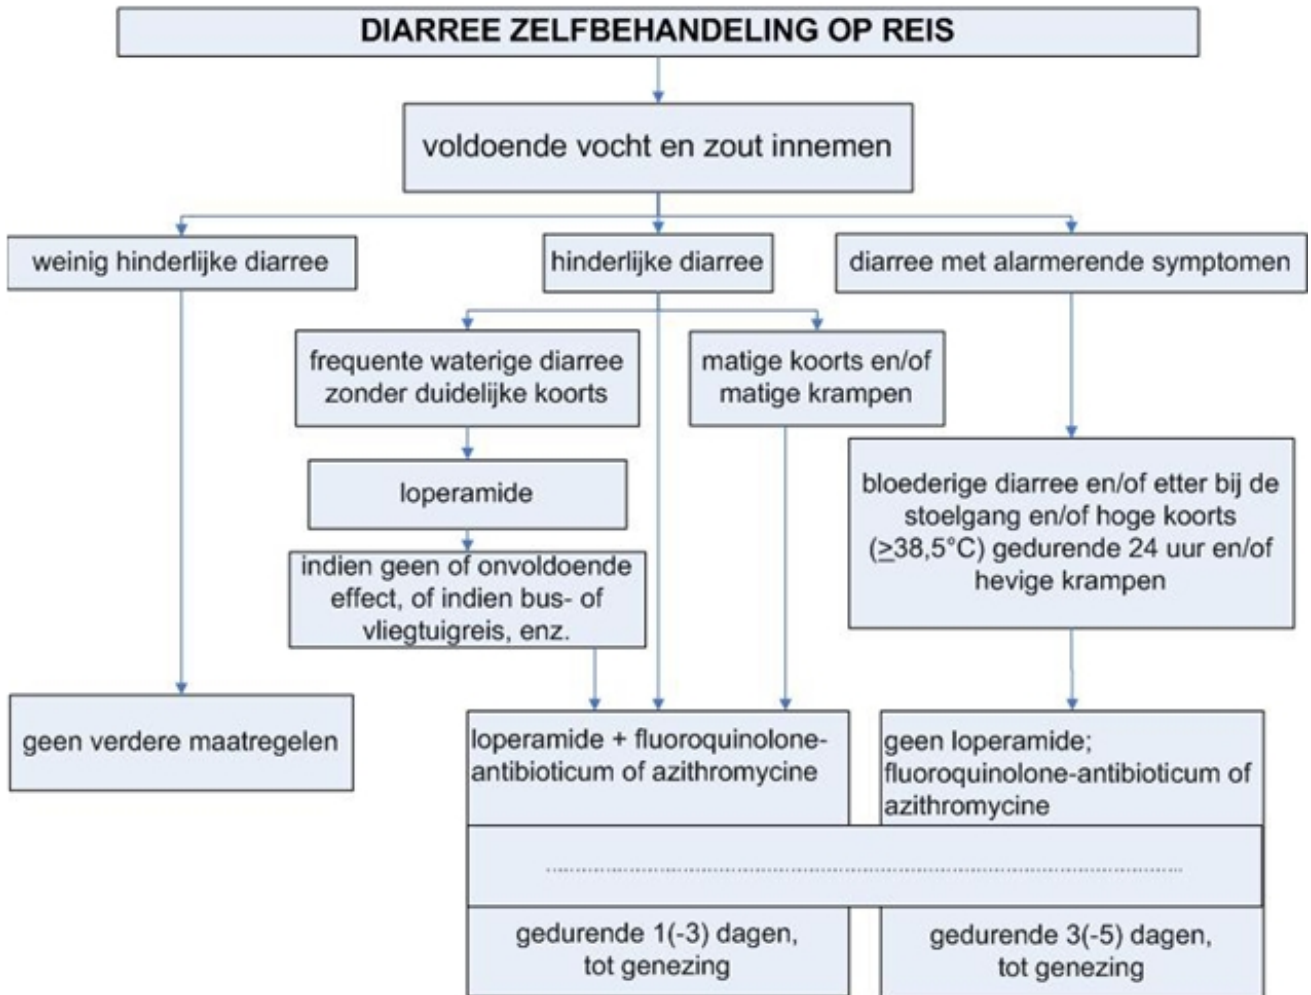 DIARREE ZELFBEHANDELING OP REIS
voldoende vocht en zout innemen
weinig hinderlijke diarree
hinderlijke diarree
diarree met alarmerende symptomen
frequente waterige diarree
zonder duidelijke koorts
matige koorts en/of
matige krampen
loperamide
bloederige diarree en/of etter bij de
stoelgang en/of hoge koorts
(≥38,5°C) gedurende 24 uur en/of
hevige krampen
indien geen of onvoldoende
effect, of indien bus- of
vliegtuigreis, enz.
geen verdere maatregelen
loperamide + fluoroquinolone-
antibioticum of azithromycine
geen loperamide;
fluoroquinolone-antibioticum of
azithromycine
gedurende 1(-3) dagen,
tot genezing
gedurende 3(-5) dagen,
tot genezing